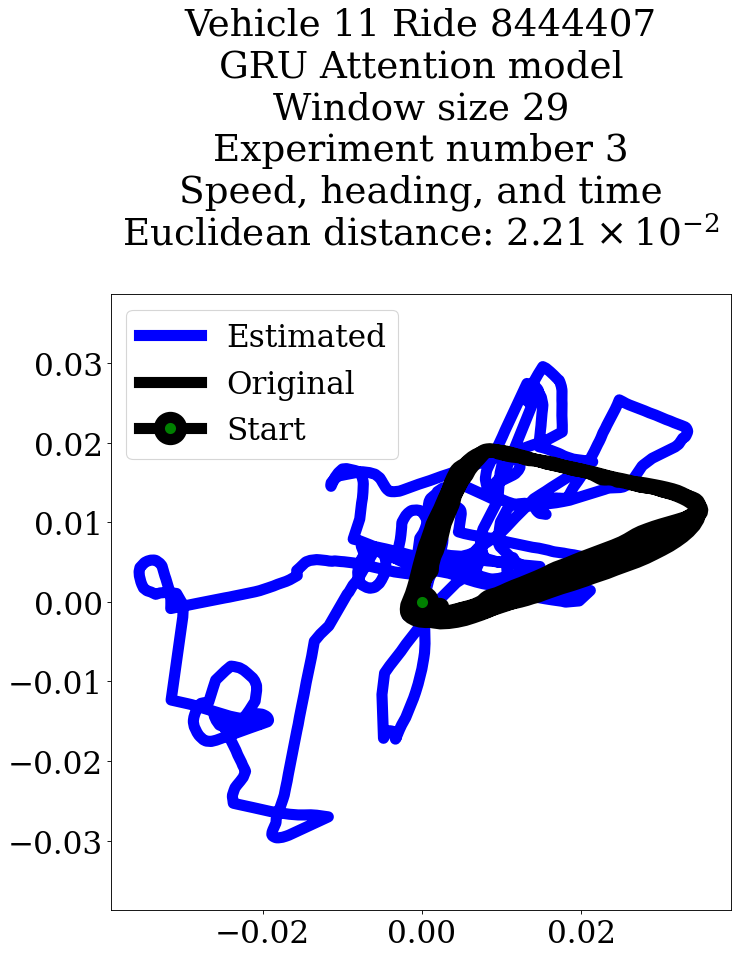 Vehicle 11 Ride 8444407
GRU Attention model
Window size 29
Experiment number 3
Speed, heading, and time
Euclidean distance: 2.21 × 10⁻²
Estimated
Original
Start
0.03
0.02
0.01
0.00
−0.01
−0.02
−0.03
−0.02 0.00 0.02